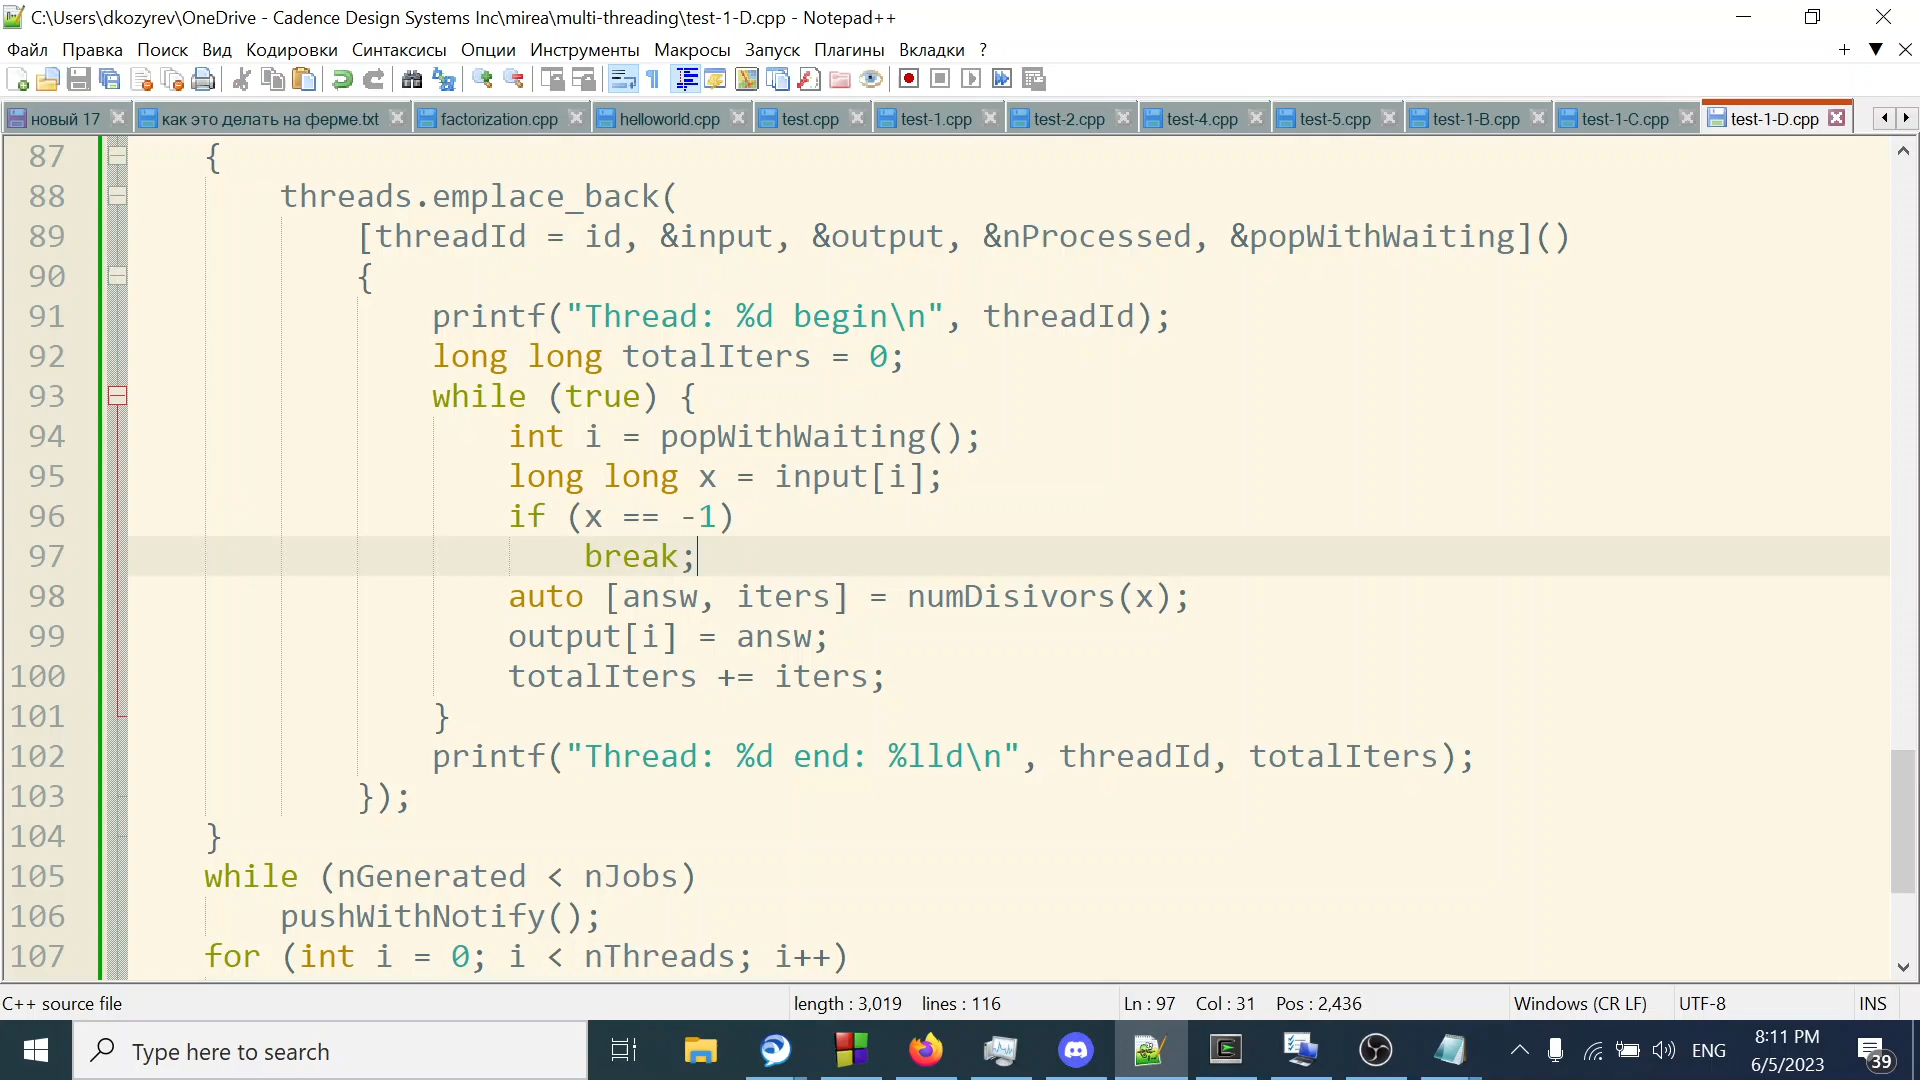 C:\Users\dkozyrev\OneDrive - Cadence Design Systems Inc\mirea\multi-threading\test-1-D.cpp - Notepad++
Файл Правка Поиск Вид Кодировки Синтаксисы Опции Инструменты Макросы Запуск Плагины Вкладки ?
новый 17 как это делать на ферме.txt factorization.cpp helloworld.cpp test.cpp test-1.cpp test-2.cpp test-4.cpp test-5.cpp test-1-B.cpp test-1-C.cpp test-1-D.cpp
87 {
88 threads.emplace_back(
89 [threadId = id, &input, &output, &nProcessed, &popWithWaiting]()
90 {
91 printf("Thread: %d begin\n", threadId);
92 long long totalIters = 0;
93 while (true) {
94 int i = popWithWaiting();
95 long long x = input[i];
96 if (x == -1)
97 break;
98 auto [answ, iters] = numDisivors(x);
99 output[i] = answ;
100 totalIters += iters;
101 }
102 printf("Thread: %d end: %lld\n", threadId, totalIters);
103 });
104 }
105 while (nGenerated < nJobs)
106 pushWithNotify();
107 for (int i = 0; i < nThreads; i++)
C++ source file length : 3,019 lines : 116 Ln : 97 Col : 31 Pos : 2,436 Windows (CR LF) UTF-8 INS
Type here to search
ENG
8:11 PM
6/5/2023
39